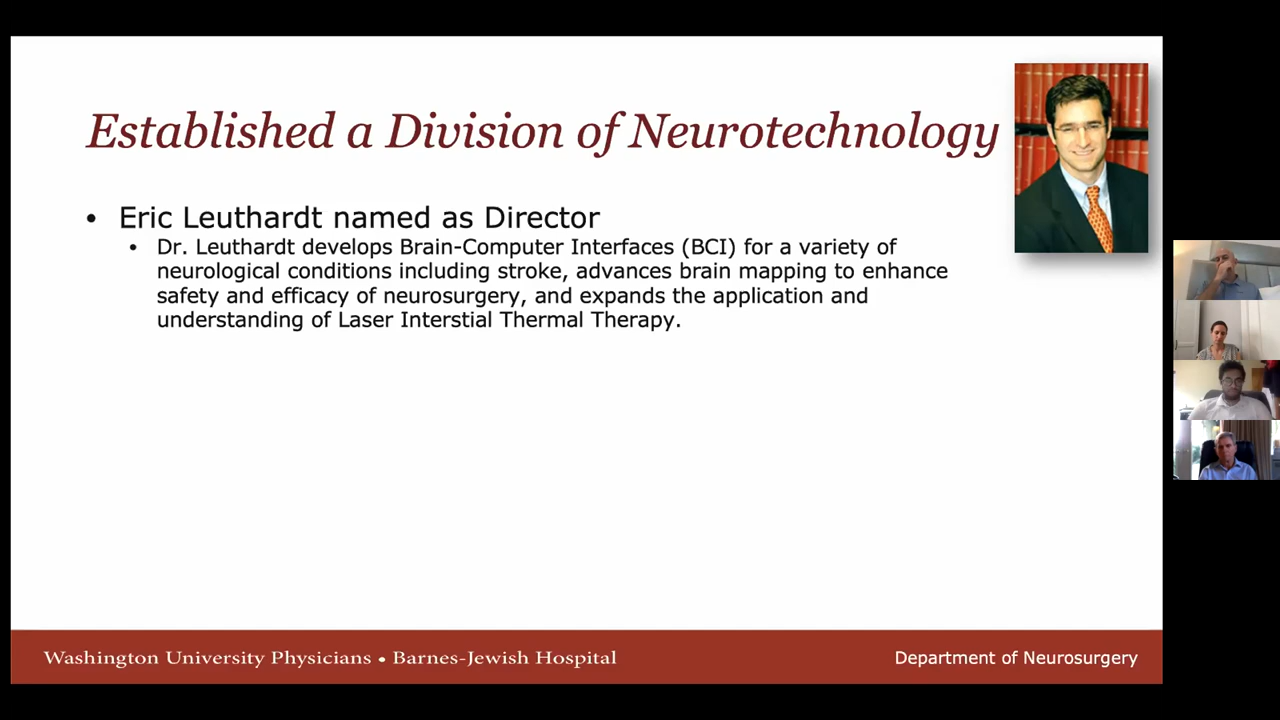 Established a Division of Neurotechnology
• Eric Leuthardt named as Director
• Dr. Leuthardt develops Brain-Computer Interfaces (BCI) for a variety of
neurological conditions including stroke, advances brain mapping to enhance
safety and efficacy of neurosurgery, and expands the application and
understanding of Laser Interstial Thermal Therapy.
Washington University Physicians • Barnes-Jewish Hospital
Department of Neurosurgery